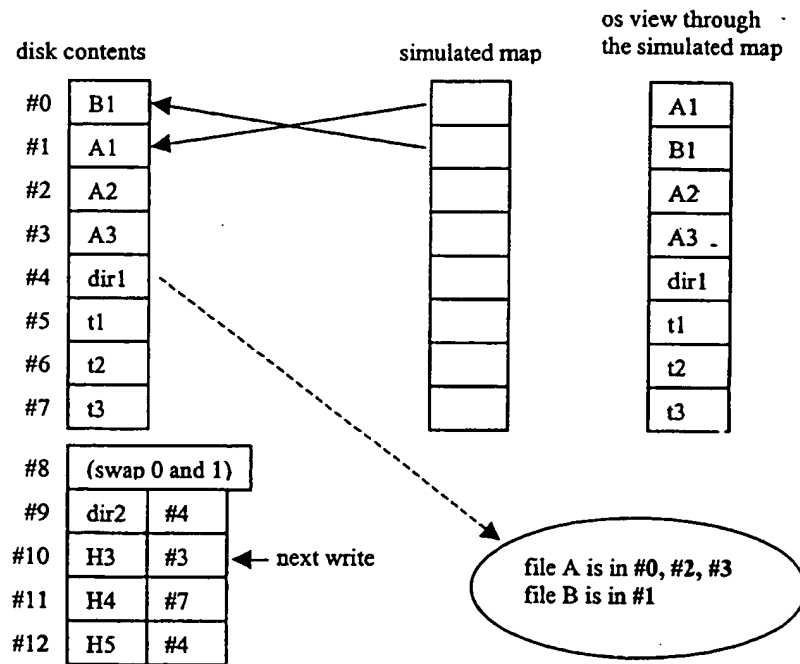 os view through
the simulated map
disk contents
simulated map
#0 B1
A1
#1 A1
B1
#2 A2
A2
#3 A3
A3
#4 dir1
dir1
#5 t1
t1
#6 t2
t2
#7 t3
t3
#8 (swap 0 and 1)
#9 dir2 #4
#10 H3 #3 next write
#11 H4 #7
#12 H5 #4
file A is in #0, #2, #3
file B is in #1